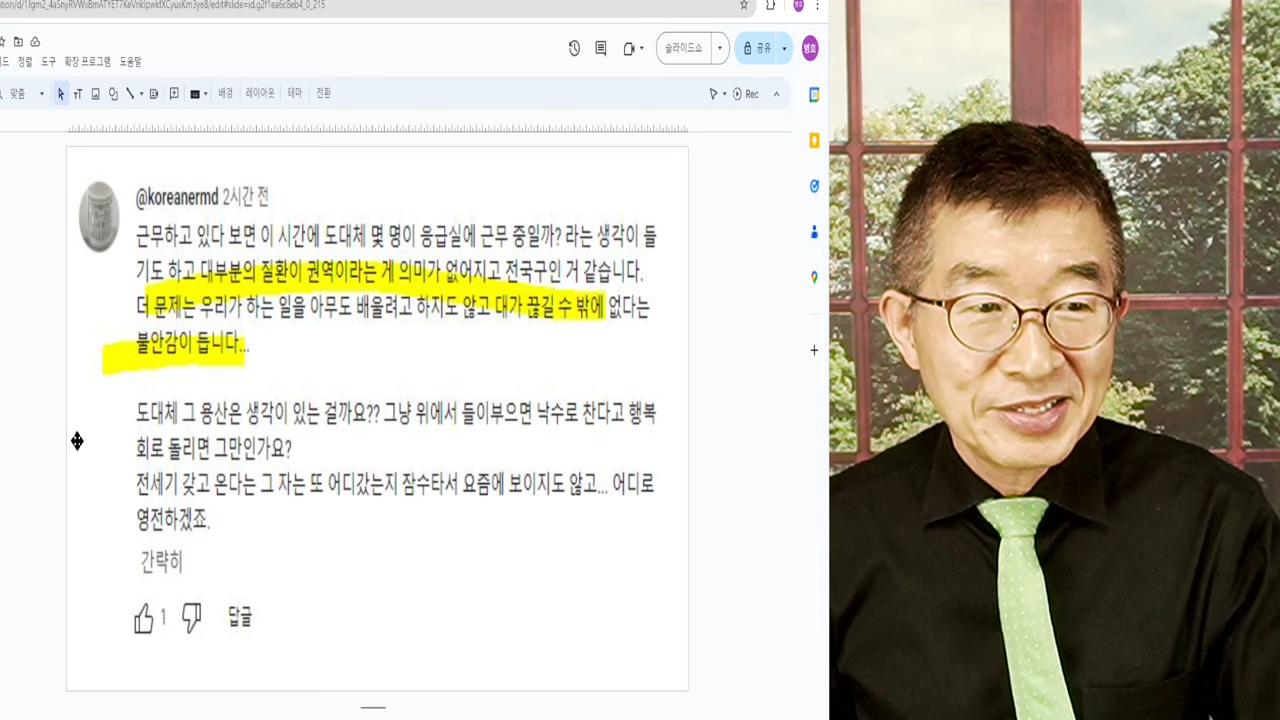 ation/d/1Jgm2_4aSnyRVWxBmATYET7KeVnkipwkfXCyuxKm3ye8/edit#slide=id.g2f1ea6c8eb4_0_215
병호
정렬 도구 확장 프로그램 도움말
슬라이드쇼
공유
병호
맞춤
배경 레이아웃 테마 전환
Rec
@koreanermd 2시간 전
근무하고 있다 보면 이 시간에 도대체 몇 명이 응급실에 근무 중일까? 라는 생각이 들
기도 하고 대부분의 질환이 권역이라는 게 의미가 없어지고 전국구인 거 같습니다.
더 문제는 우리가 하는 일을 아무도 배울려고 하지도 않고 대가 끊길 수 밖에 없다는
불안감이 듭니다...
도대체 그 용산은 생각이 있는 걸까요?? 그냥 위에서 들이부으면 낙수로 찬다고 행복
회로 돌리면 그만인가요?
전세기 갖고 온다는 그 자는 또 어디갔는지 잠수타서 요즘에 보이지도 않고... 어디로
영전하겠죠.
간략히
1
답글